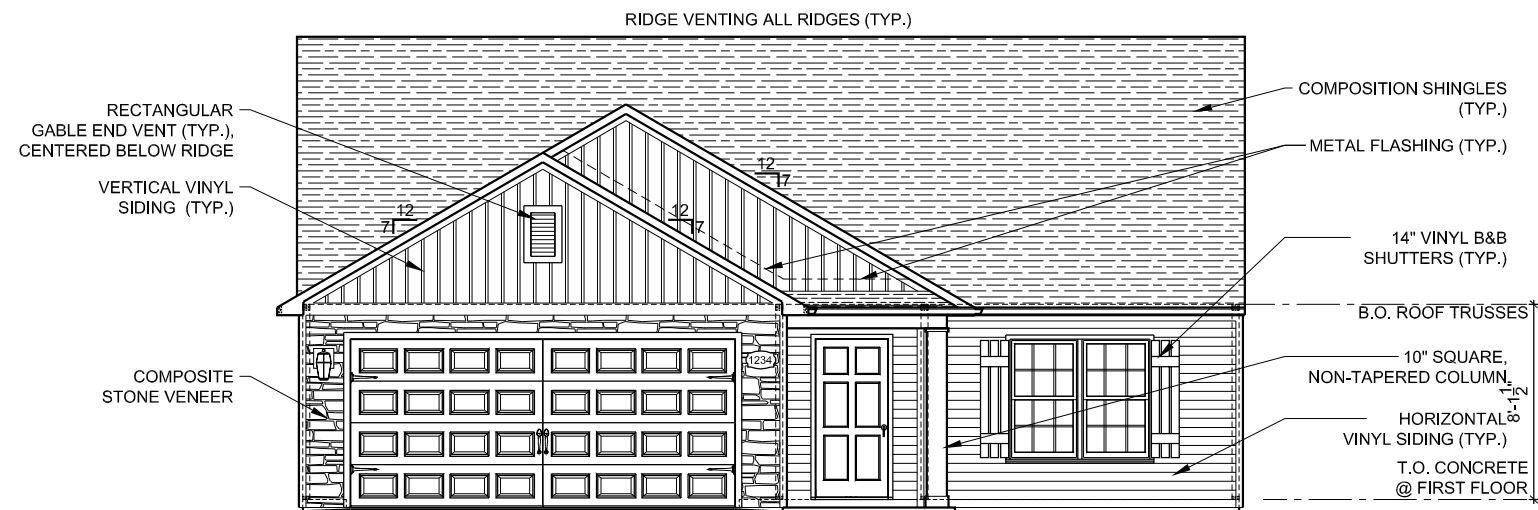 RIDGE VENTING ALL RIDGES (TYP.)
RECTANGULAR
GABLE END VENT (TYP.),
CENTERED BELOW RIDGE
VERTICAL VINYL
SIDING (TYP.)
12
7
12
7
12
7
COMPOSITION SHINGLES
(TYP.)
METAL FLASHING (TYP.)
14" VINYL B&B
SHUTTERS (TYP.)
B.O. ROOF TRUSSES
COMPOSITE
STONE VENEER
1234
10" SQUARE,
NON-TAPERED COLUMN
8'-1 1/2"
HORIZONTAL
VINYL SIDING (TYP.)
T.O. CONCRETE
@ FIRST FLOOR